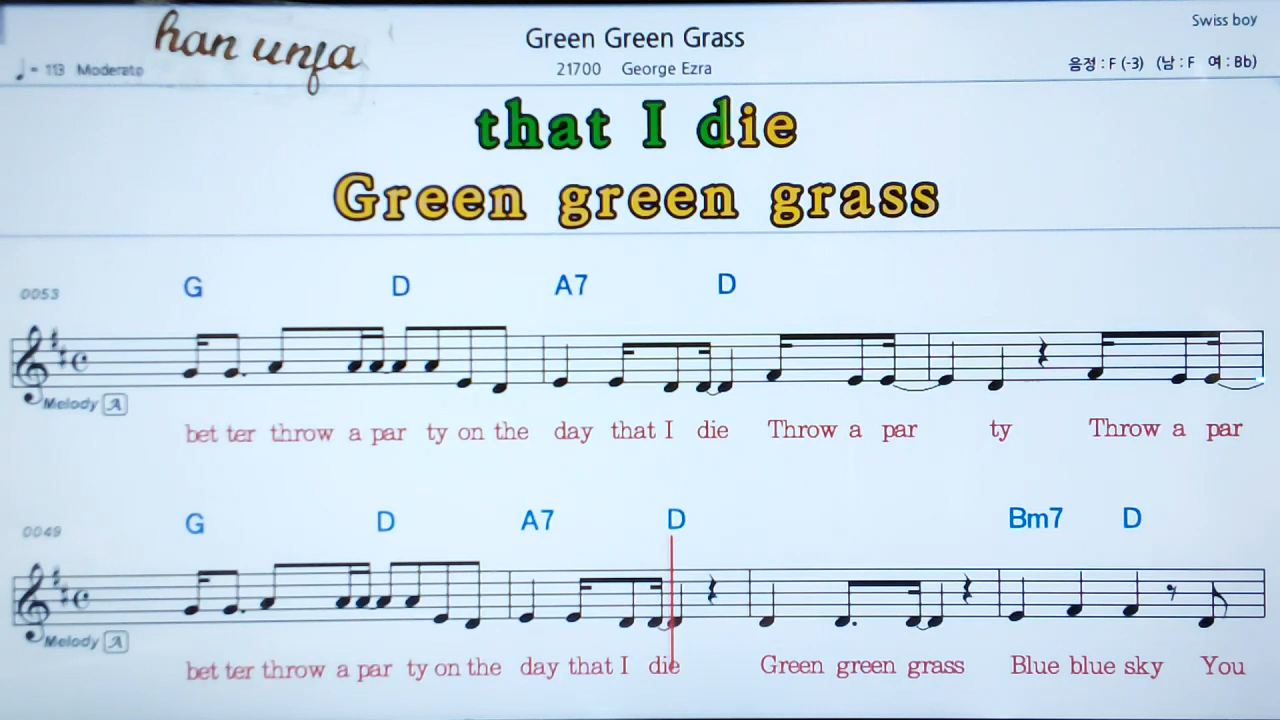 han unja
Swiss boy
Green Green Grass
♩= 113 Moderato
21700 George Ezra
음정 : F (-3) (남 : F 여 : Bb)
that I die
Green green grass
0053
G D A7 D
Melody A
bet ter throw a par ty on the day that I die Throw a par ty Throw a par
0049
G D A7 D Bm7 D
Melody A
bet ter throw a par ty on the day that I die Green green grass Blue blue sky You